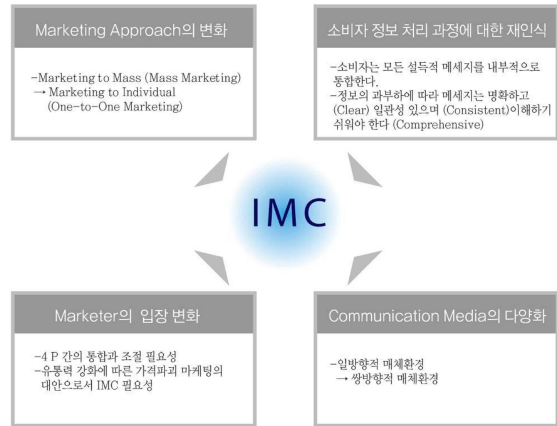 Marketing Approach의 변화
-Marketing to Mass (Mass Marketing)
→ Marketing to Individual
(One-to-One Marketing)
소비자 정보 처리 과정에 대한 재인식
-소비자는 모든 설득적 메세지를 내부적으로
통합한다.
-정보의 과부하에 따라 메세지는 명확하고
(Clear) 일관성 있으며 (Consistent)이해하기
쉬워야 한다 (Comprehensive)
IMC
Marketer의 입장 변화
-4 P 간의 통합과 조절 필요성
-유통력 강화에 따른 가격파괴 마케팅의
대안으로서 IMC 필요성
Communication Media의 다양화
-일방향적 매체환경
→ 쌍방향적 매체환경